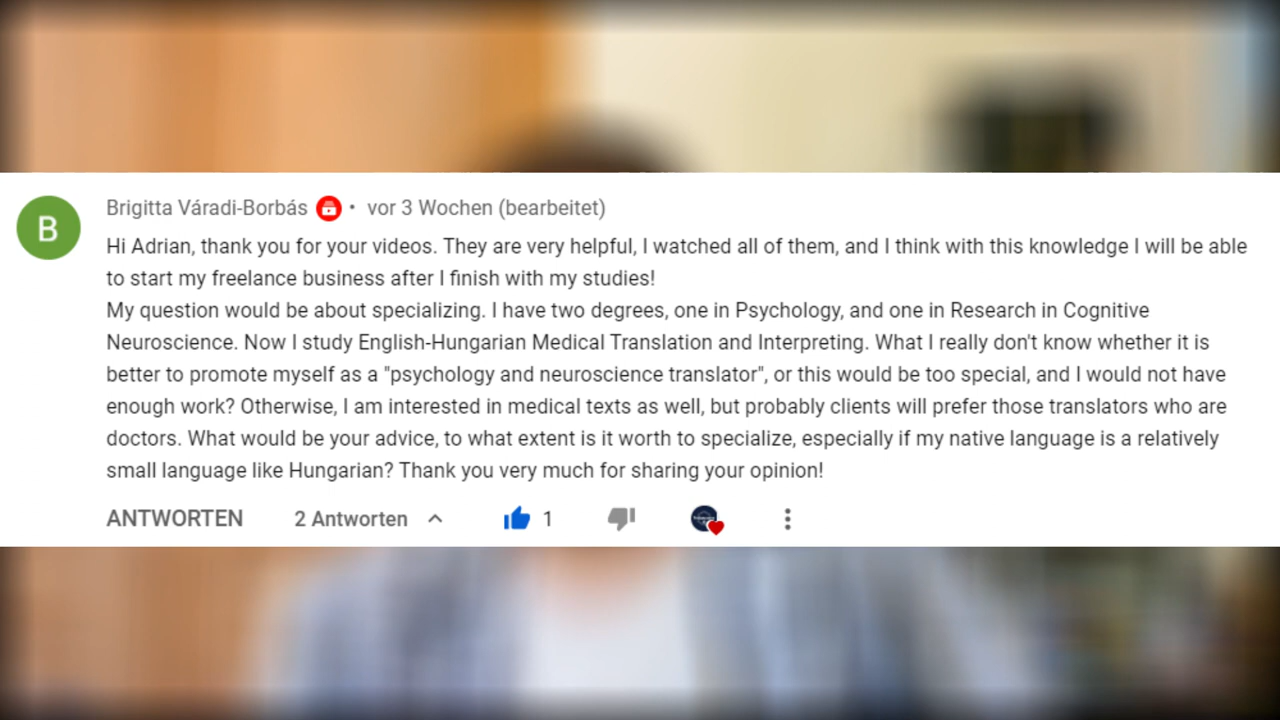 B
Brigitta Váradi-Borbás • vor 3 Wochen (bearbeitet)
Hi Adrian, thank you for your videos. They are very helpful, I watched all of them, and I think with this knowledge I will be able
to start my freelance business after I finish with my studies!
My question would be about specializing. I have two degrees, one in Psychology, and one in Research in Cognitive
Neuroscience. Now I study English-Hungarian Medical Translation and Interpreting. What I really don't know whether it is
better to promote myself as a "psychology and neuroscience translator", or this would be too special, and I would not have
enough work? Otherwise, I am interested in medical texts as well, but probably clients will prefer those translators who are
doctors. What would be your advice, to what extent is it worth to specialize, especially if my native language is a relatively
small language like Hungarian? Thank you very much for sharing your opinion!
ANTWORTEN 2 Antworten 1